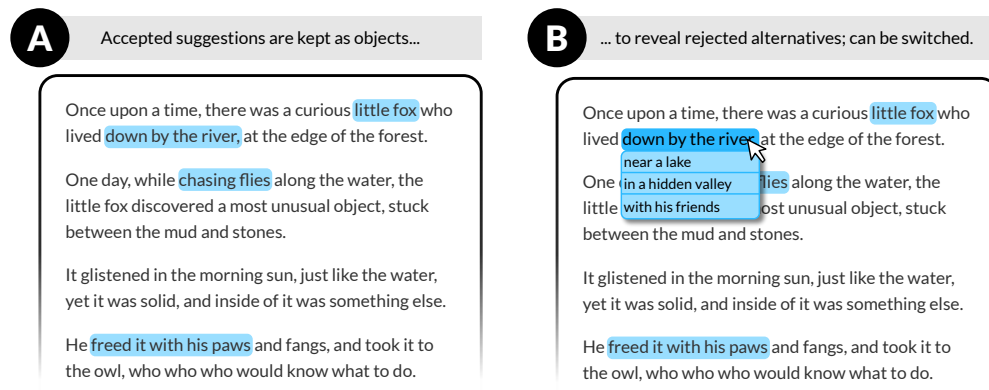 A
Accepted suggestions are kept as objects...
Once upon a time, there was a curious little fox who
lived down by the river, at the edge of the forest.
One day, while chasing flies along the water, the
little fox discovered a most unusual object, stuck
between the mud and stones.
It glistened in the morning sun, just like the water,
yet it was solid, and inside of it was something else.
He freed it with his paws and fangs, and took it to
the owl, who who who would know what to do.
B
... to reveal rejected alternatives; can be switched.
Once upon a time, there was a curious little fox who
lived down by the river at the edge of the forest.
near a lake
in a hidden valley
with his friends
One flies along the water, the
little ost unusual object, stuck
between the mud and stones.
It glistened in the morning sun, just like the water,
yet it was solid, and inside of it was something else.
He freed it with his paws and fangs, and took it to
the owl, who who who would know what to do.